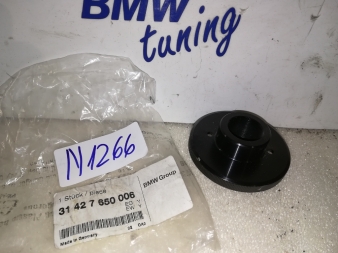 BMW
tuning
N1266
1 Stück / piece
31 42 7 650 006
BMW Group
Made in Germany